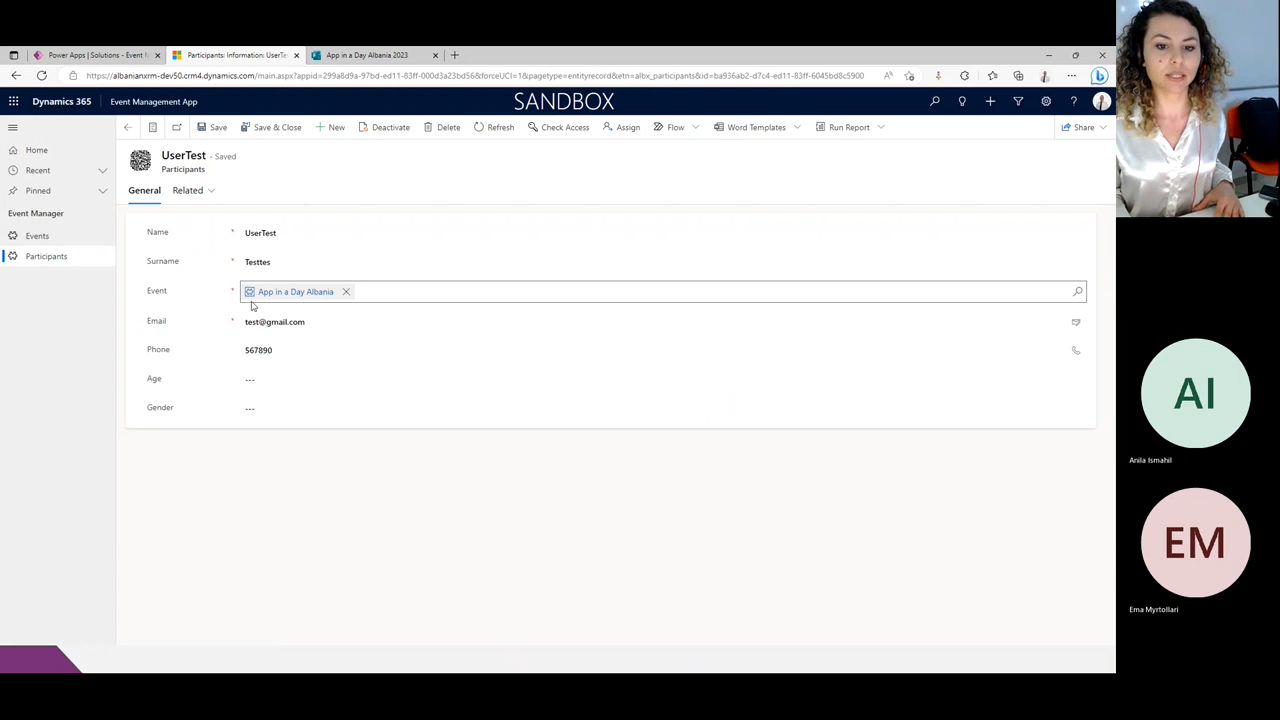 Power Apps | Solutions - Event M
Participants: Information: UserTe
App in a Day Albania 2023
https://albanianxrm-dev50.crm4.dynamics.com/main.aspx?appid=299a8d9a-97bd-ed11-83ff-000d3a23bd56&forceUCI=1&pagetype=entityrecord&etn=albx_participants&id=ba936ab2-d7c4-ed11-83ff-6045bd8c5900
Dynamics 365 Event Management App SANDBOX
Save Save & Close New Deactivate Delete Refresh Check Access Assign Flow Word Templates Run Report Share
Home
Recent
Pinned
Event Manager
Events
Participants
UserTest - Saved
Participants
General Related
Name * UserTest
Surname * Testtes
Event * App in a Day Albania
Email * test@gmail.com
Phone 567890
Age ---
Gender ---
AI
Anila Ismahil
EM
Ema Myrtollari